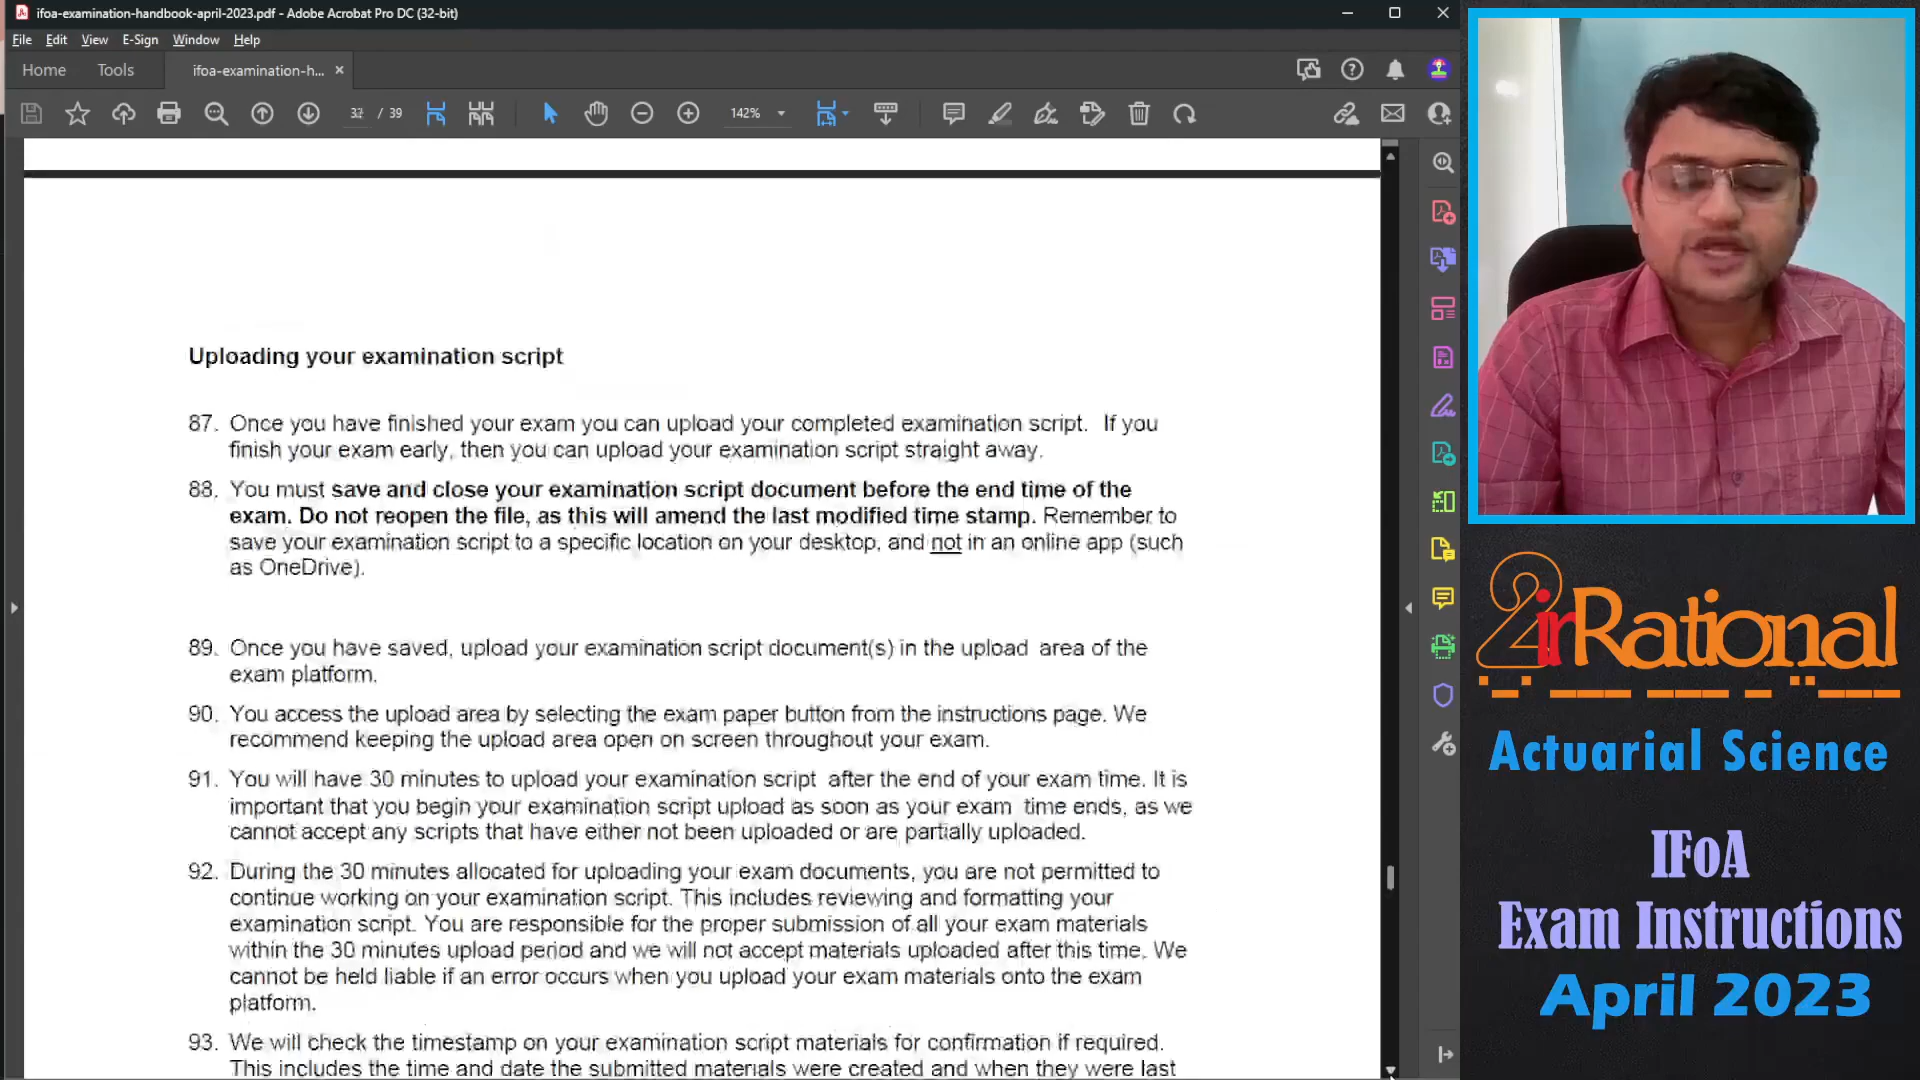 ifoa-examination-handbook-april-2023.pdf - Adobe Acrobat Pro DC (32-bit)
File Edit View E-Sign Window Help
Home Tools ifoa-examination-h... ×
/ 39 142%
Uploading your examination script
87. Once you have finished your exam you can upload your completed examination script. If you
finish your exam early, then you can upload your examination script straight away.
88. You must save and close your examination script document before the end time of the
exam. Do not reopen the file, as this will amend the last modified time stamp. Remember to
save your examination script to a specific location on your desktop, and not in an online app (such
as OneDrive).
89. Once you have saved, upload your examination script document(s) in the upload area of the
exam platform.
90. You access the upload area by selecting the exam paper button from the instructions page. We
recommend keeping the upload area open on screen throughout your exam.
91. You will have 30 minutes to upload your examination script after the end of your exam time. It is
important that you begin your examination script upload as soon as your exam time ends, as we
cannot accept any scripts that have either not been uploaded or are partially uploaded.
92. During the 30 minutes allocated for uploading your exam documents, you are not permitted to
continue working on your examination script. This includes reviewing and formatting your
examination script. You are responsible for the proper submission of all your exam materials
within the 30 minutes upload period and we will not accept materials uploaded after this time. We
cannot be held liable if an error occurs when you upload your exam materials onto the exam
platform.
93. We will check the timestamp on your examination script materials for confirmation if required.
This includes the time and date the submitted materials were created and when they were last
2irRational
Actuarial Science
IFoA
Exam Instructions
April 2023